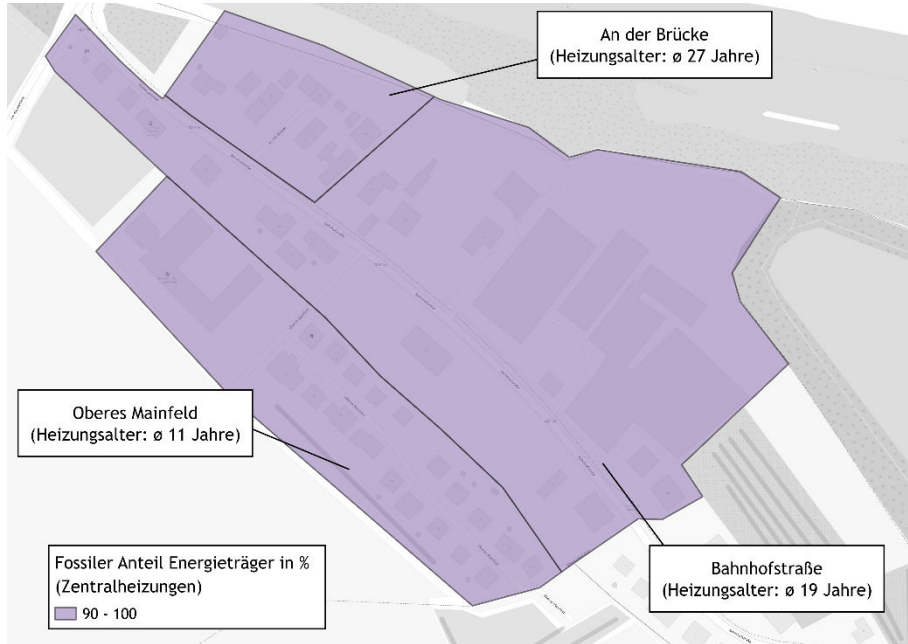 An der Brücke
(Heizungsalter: ø 27 Jahre)
Oberes Mainfeld
(Heizungsalter: ø 11 Jahre)
Fossiler Anteil Energieträger in %
(Zentralheizungen)
90 - 100
Bahnhofstraße
(Heizungsalter: ø 19 Jahre)